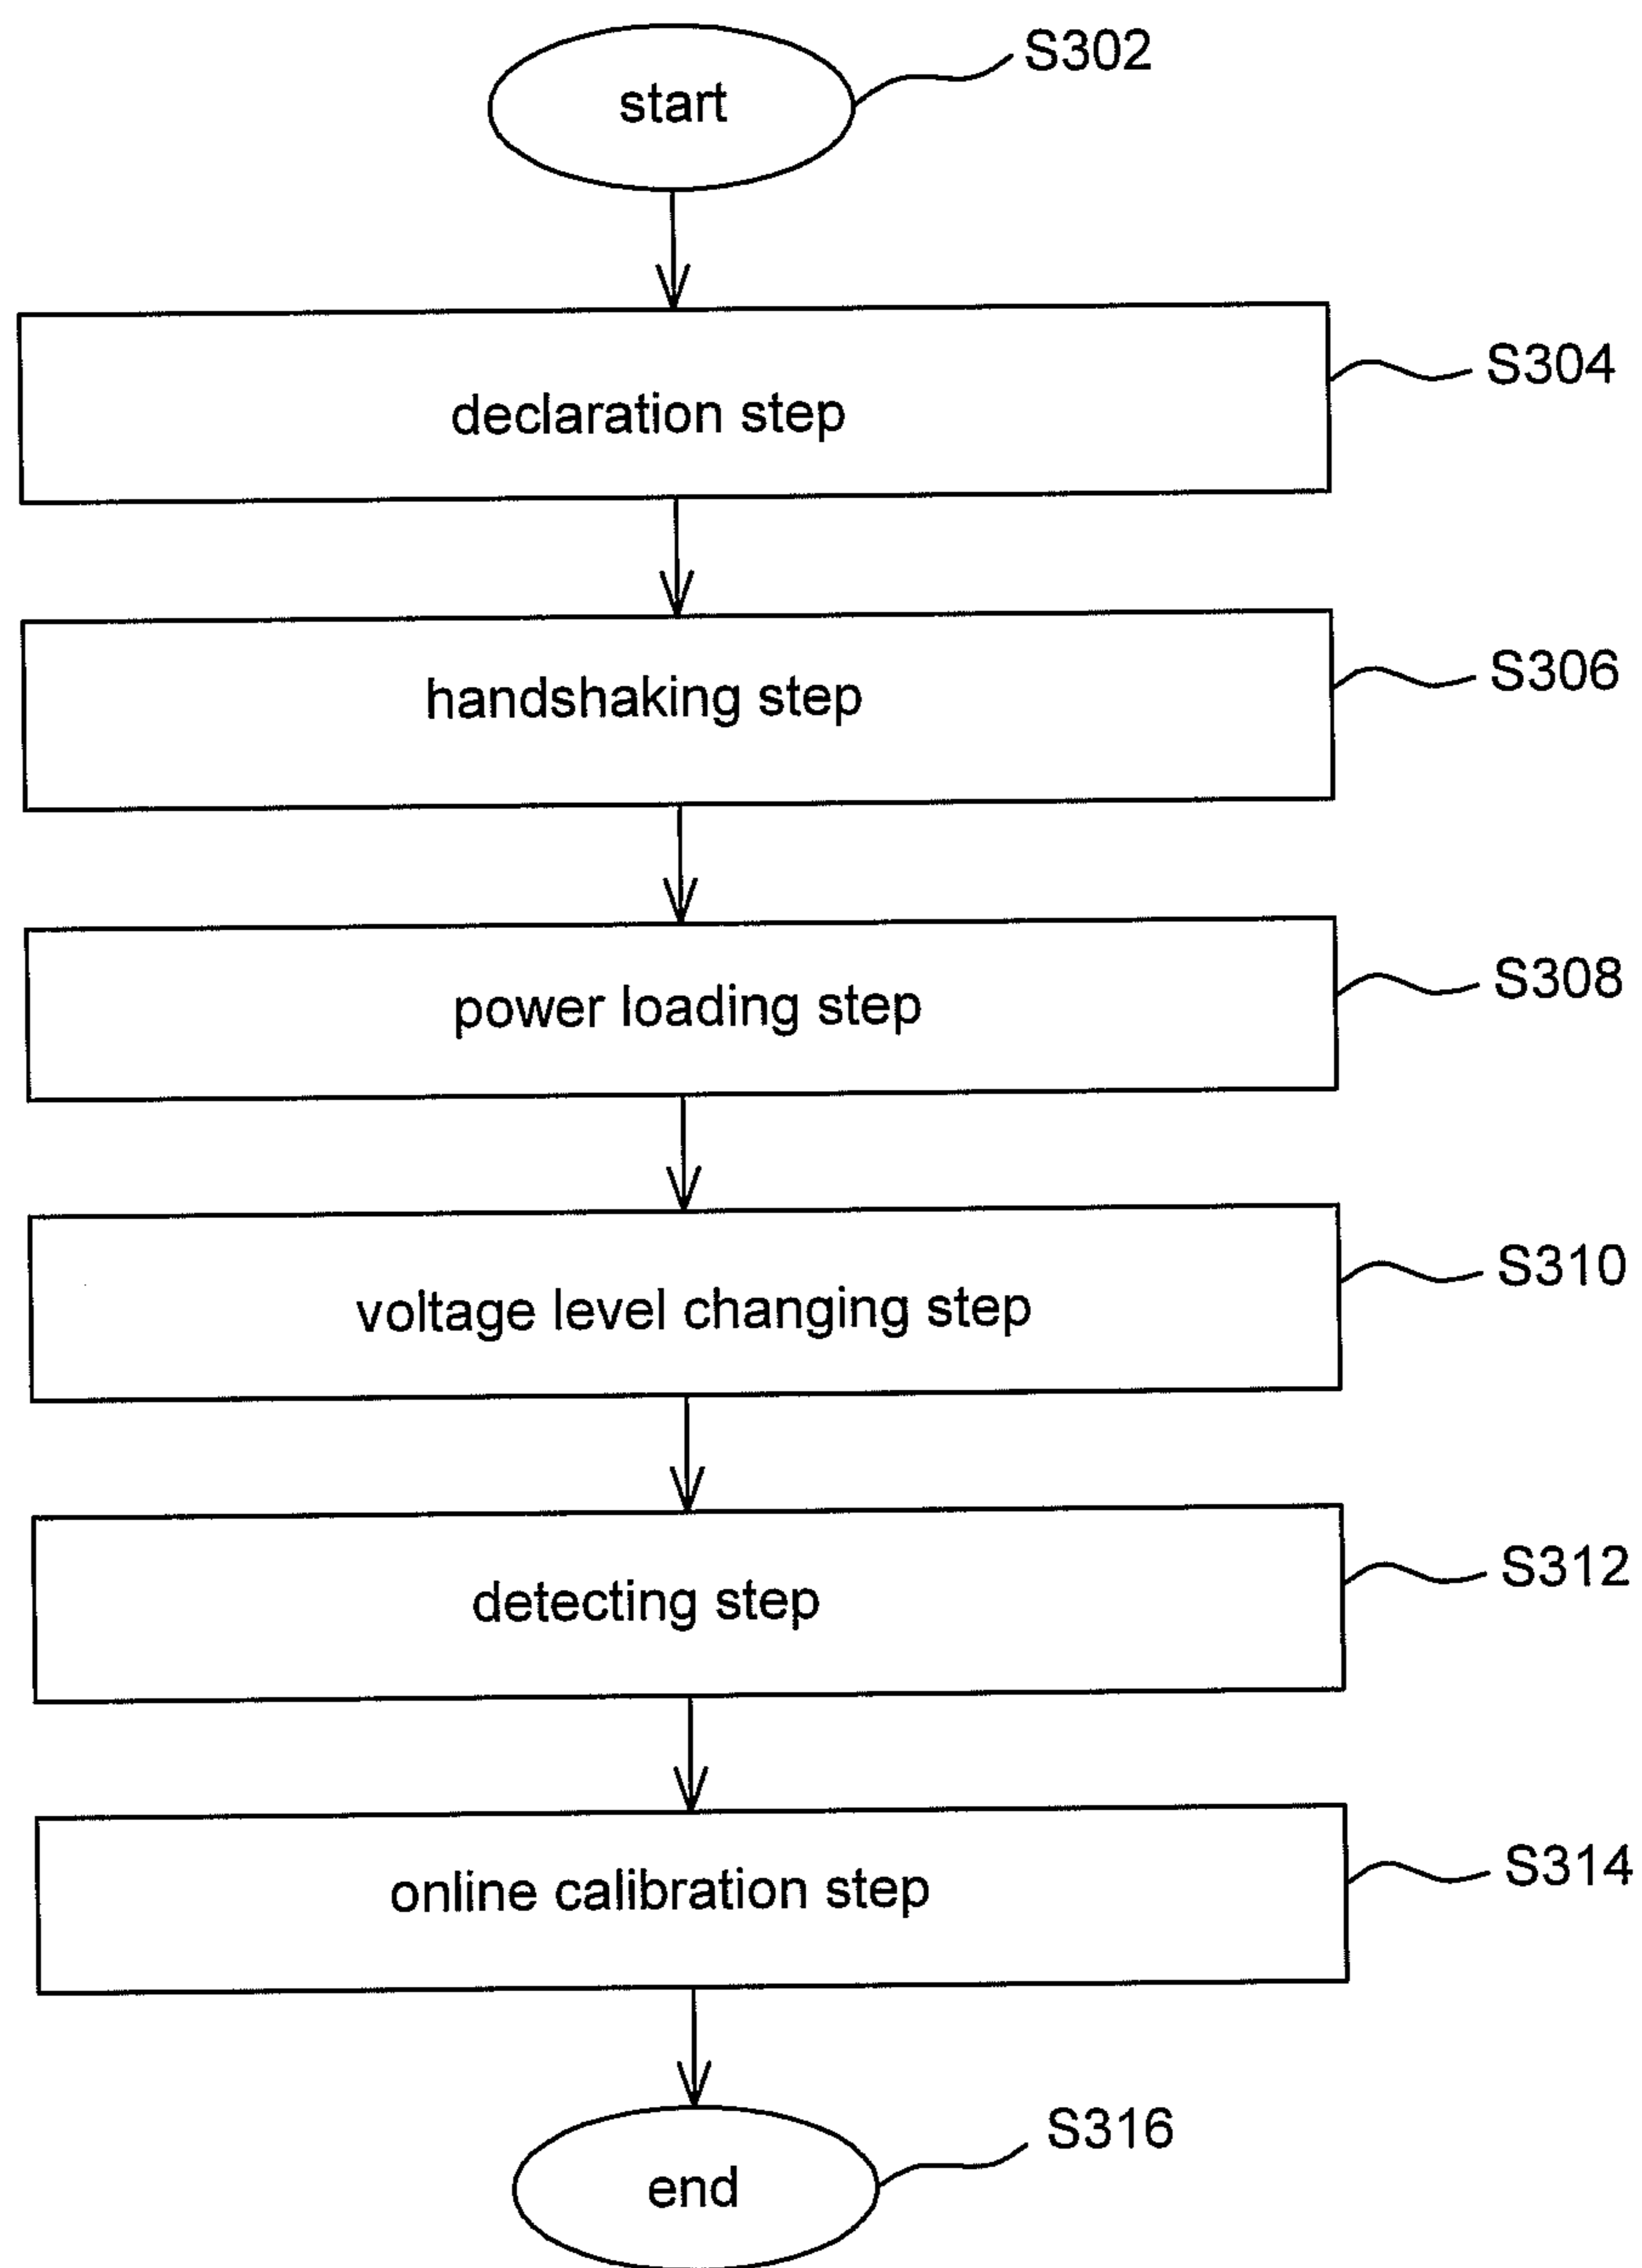 start
S302
declaration step
S304
handshaking step
S306
power loading step
S308
voltage level changing step
S310
detecting step
S312
online calibration step
S314
end
S316